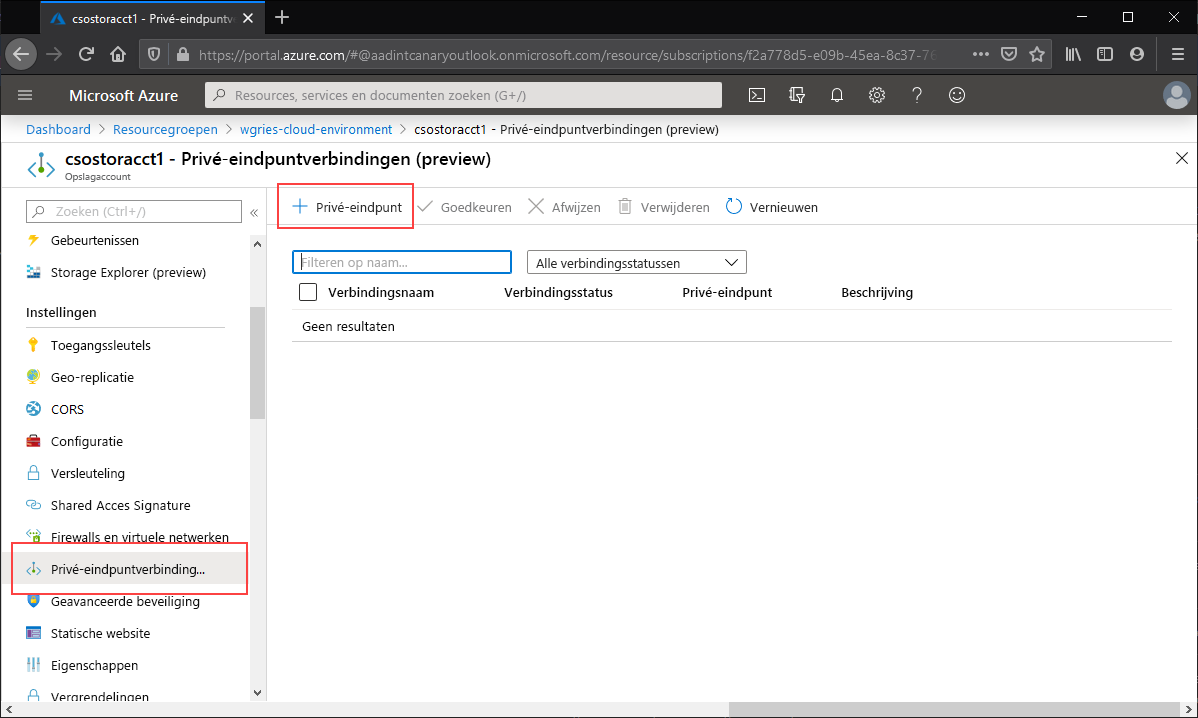 csostoracct1 - Privé-eindpuntv
https://portal.azure.com/#@aadintcanaryoutlook.onmicrosoft.com/resource/subscriptions/f2a778d5-e09b-45ea-8c37-76
Microsoft Azure
Resources, services en documenten zoeken (G+/)
Dashboard > Resourcegroepen > wgries-cloud-environment > csostoracct1 - Privé-eindpuntverbindingen (preview)
csostoracct1 - Privé-eindpuntverbindingen (preview)
Opslagaccount
Zoeken (Ctrl+/)
«
Gebeurtenissen
Storage Explorer (preview)
Instellingen
Toegangssleutels
Geo-replicatie
CORS
Configuratie
Versleuteling
Shared Acces Signature
Firewalls en virtuele netwerken
Privé-eindpuntverbinding...
Geavanceerde beveiliging
Statische website
Eigenschappen
Vergrendelingen
Privé-eindpunt Goedkeuren Afwijzen Verwijderen Vernieuwen
Filteren op naam... Alle verbindingsstatussen
Verbindingsnaam Verbindingsstatus Privé-eindpunt Beschrijving
Geen resultaten